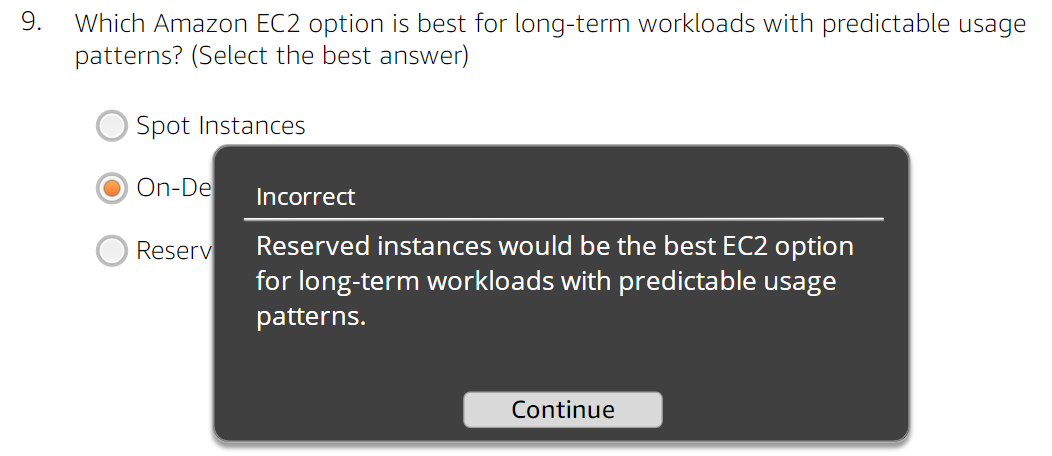 9. Which Amazon EC2 option is best for long-term workloads with predictable usage
patterns? (Select the best answer)
Spot Instances
On-De
Reserv
Incorrect
Reserved instances would be the best EC2 option
for long-term workloads with predictable usage
patterns.
Continue